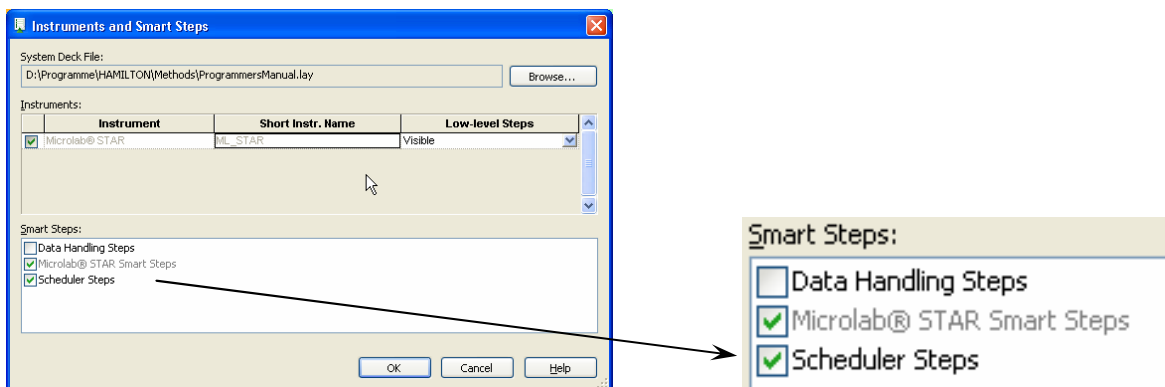 Instruments and Smart Steps
System Deck File:
D:\Programme\HAMILTON\Methods\ProgrammersManual.lay
Browse...
Instruments:
Instrument Short Instr. Name Low-level Steps
Microlab® STAR ML_STAR Visible
Smart Steps:
Data Handling Steps
Microlab® STAR Smart Steps
Scheduler Steps
OK Cancel Help
Smart Steps:
Data Handling Steps
Microlab® STAR Smart Steps
Scheduler Steps